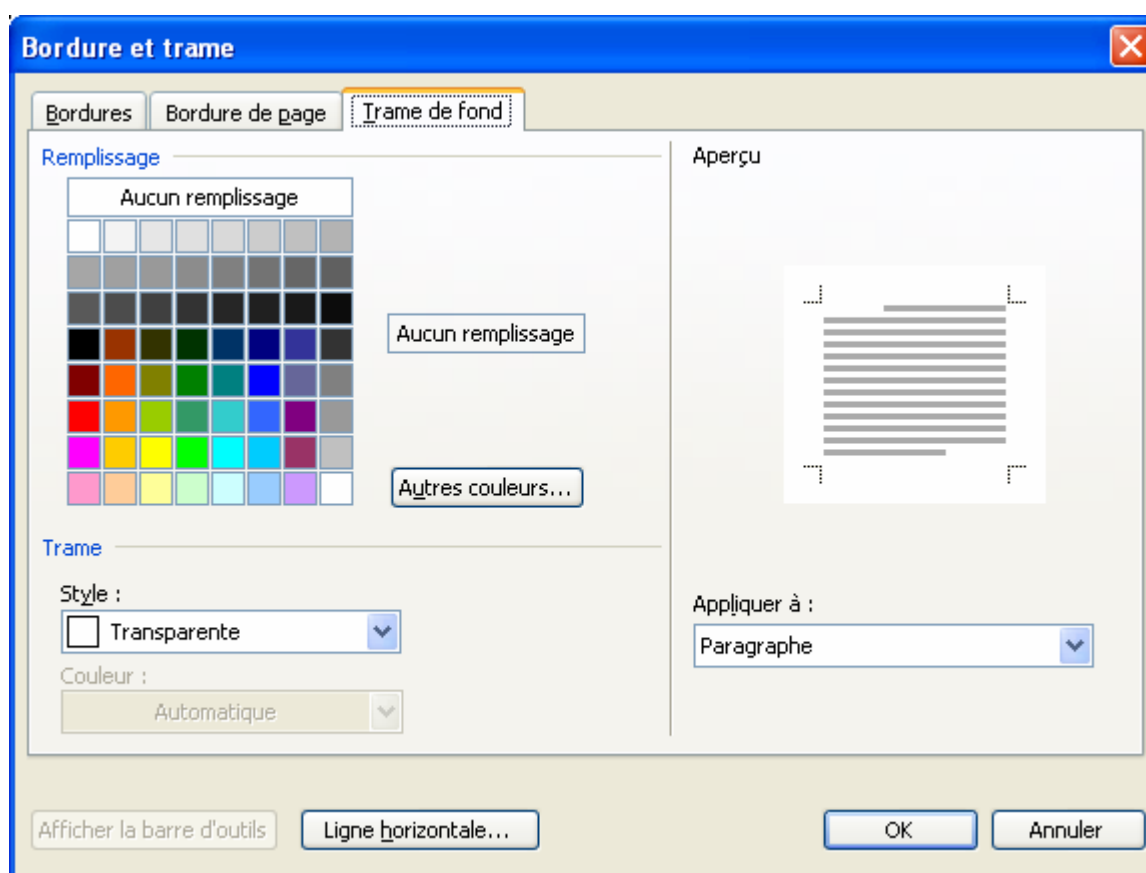 Bordure et trame
Bordures
Bordure de page
Trame de fond
Remplissage
Aucun remplissage
Aucun remplissage
Autres couleurs...
Trame
Style :
Transparente
Couleur :
Automatique
Aperçu
Appliquer à :
Paragraphe
Afficher la barre d'outils
Ligne horizontale...
OK
Annuler